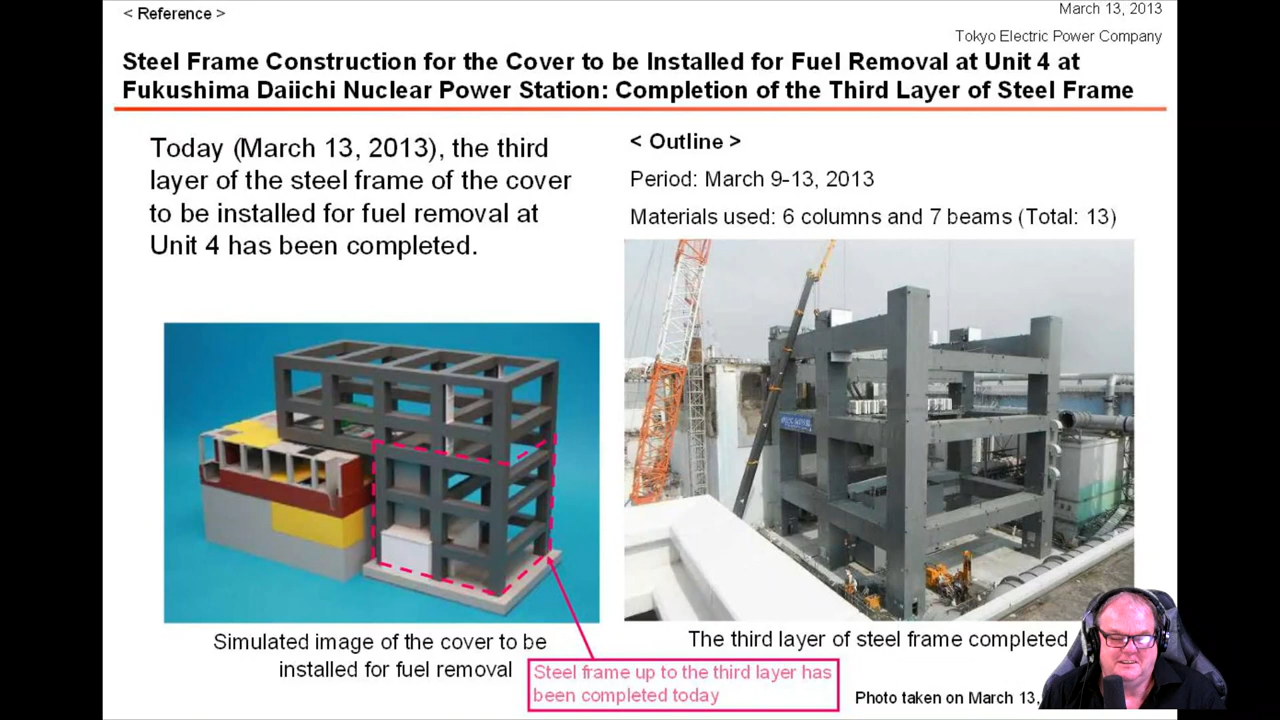 < Reference >
March 13, 2013
Tokyo Electric Power Company
Steel Frame Construction for the Cover to be Installed for Fuel Removal at Unit 4 at
Fukushima Daiichi Nuclear Power Station: Completion of the Third Layer of Steel Frame
Today (March 13, 2013), the third
layer of the steel frame of the cover
to be installed for fuel removal at
Unit 4 has been completed.
< Outline >
Period: March 9-13, 2013
Materials used: 6 columns and 7 beams (Total: 13)
Simulated image of the cover to be
installed for fuel removal
Steel frame up to the third layer has
been completed today
The third layer of steel frame completed
Photo taken on March 13,